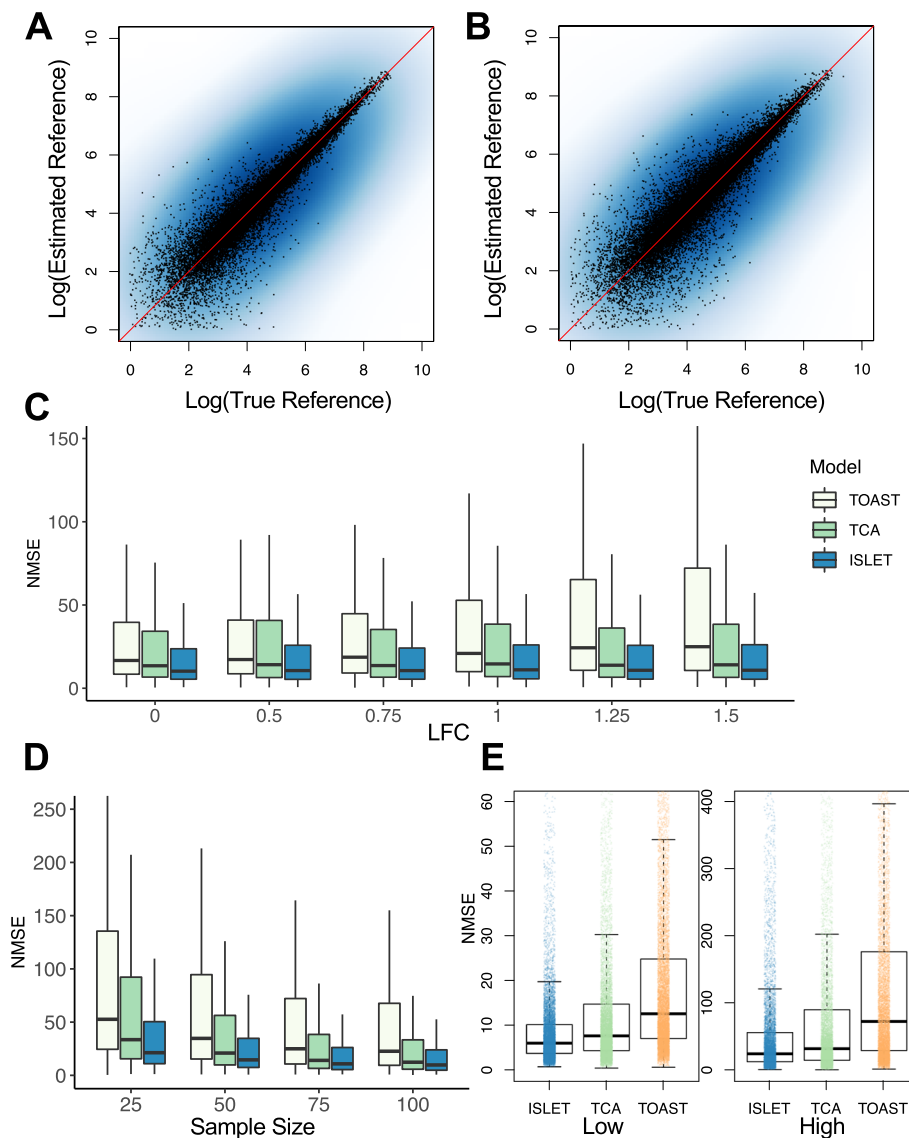 A
B
Log(Estimated Reference)
10
8
6
4
2
0
0 2 4 6 8 10
Log(True Reference)
Log(Estimated Reference)
10
8
6
4
2
0
0 2 4 6 8 10
Log(True Reference)
C
NMSE
150
100
50
0
0 0.5 0.75 1 1.25 1.5
LFC
Model
TOAST
TCA
ISLET
D
NMSE
250
200
150
100
50
0
25 50 75 100
Sample Size
E
NMSE
60
50
40
30
20
10
0
ISLET TCA TOAST
Low
400
300
200
100
0
ISLET TCA TOAST
High